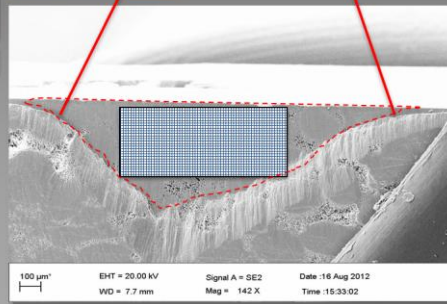 100 µm*
EHT = 20.00 kV
Signal A = SE2
Date :16 Aug 2012
WD = 7.7 mm
Mag = 142 X
Time :15:33:02